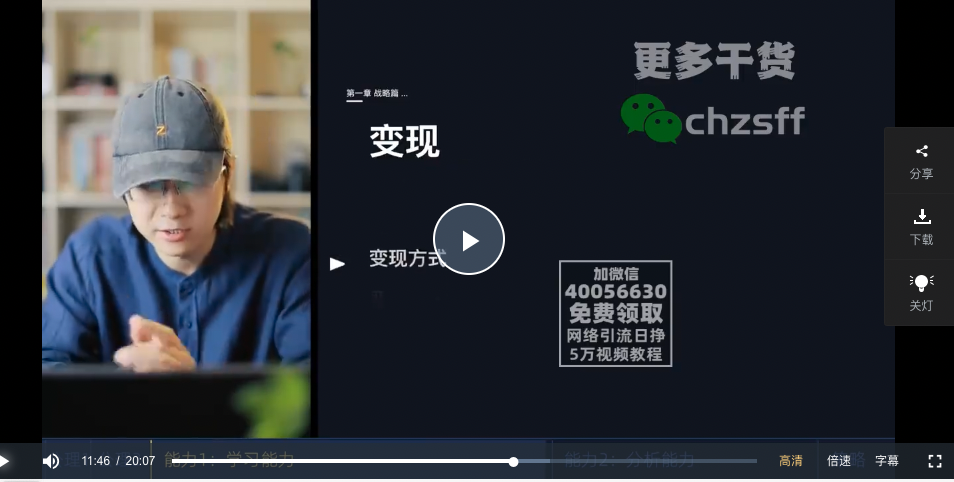 更多干货
chzsff
第一章 战略篇 ...
变现
变现方式
加微信
40056630
免费领取
网络引流日挣
5万视频教程
分享
下载
关灯
能力1：学习能力
能力2：分析能力
11:46 / 20:07
高清
倍速
字幕